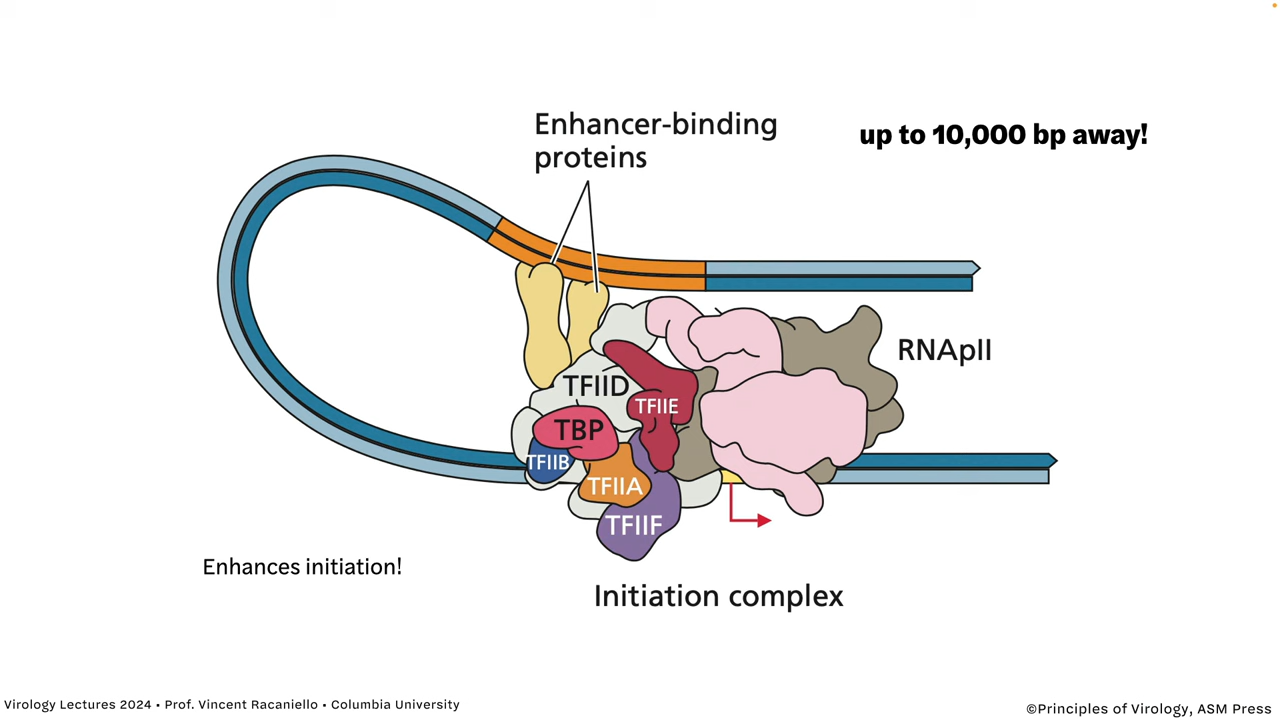 Enhancer-binding
proteins
up to 10,000 bp away!
RNApII
TFIID
TFIIE
TBP
TFIIB
TFIIA
TFIIF
Enhances initiation!
Initiation complex
Virology Lectures 2024 • Prof. Vincent Racaniello • Columbia University
©Principles of Virology, ASM Press